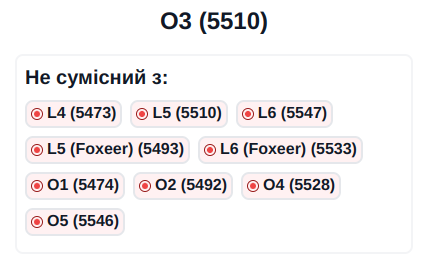 O3 (5510)
Не сумісний з:
L4 (5473) L5 (5510) L6 (5547)
L5 (Foxeer) (5493) L6 (Foxeer) (5533)
O1 (5474) O2 (5492) O4 (5528)
O5 (5546)